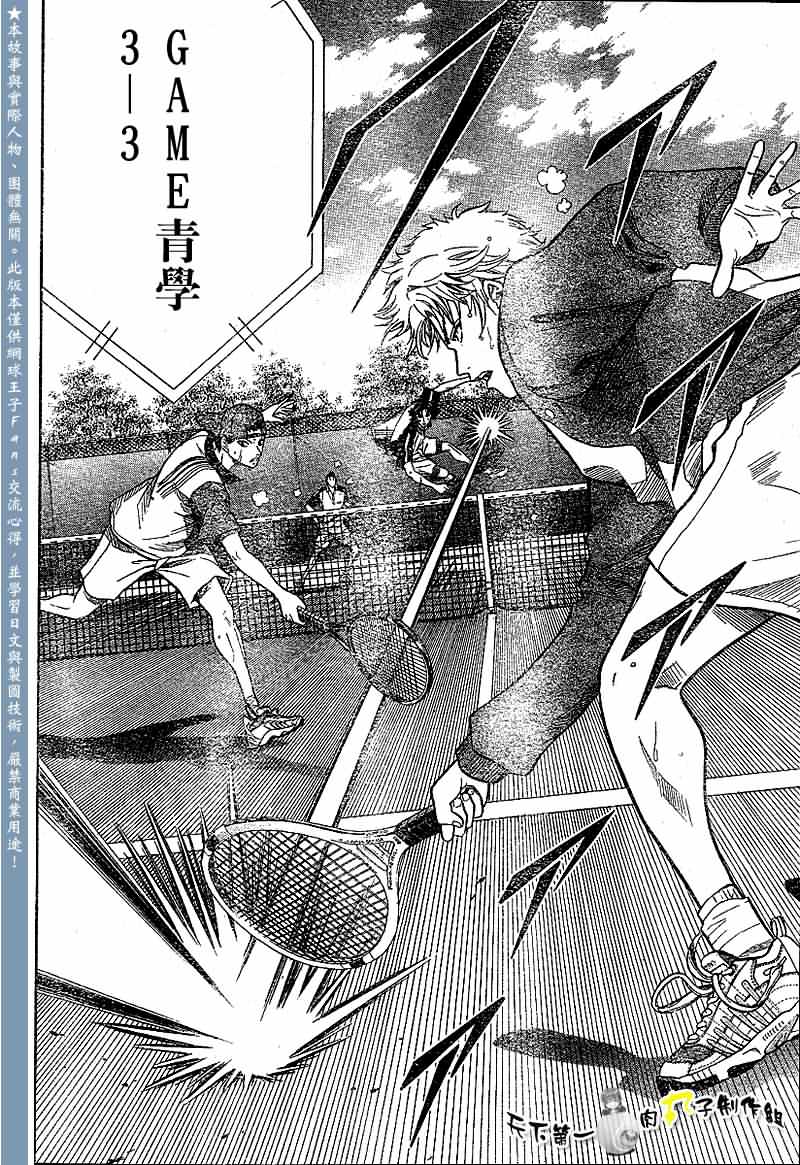 GAME青學
3—3
★本故事與實際人物、團體無關。此版本僅供網球王子Fans交流心得，並學習日文與製圖技術，嚴禁商業用途！
天下第一
肉丸子制作組